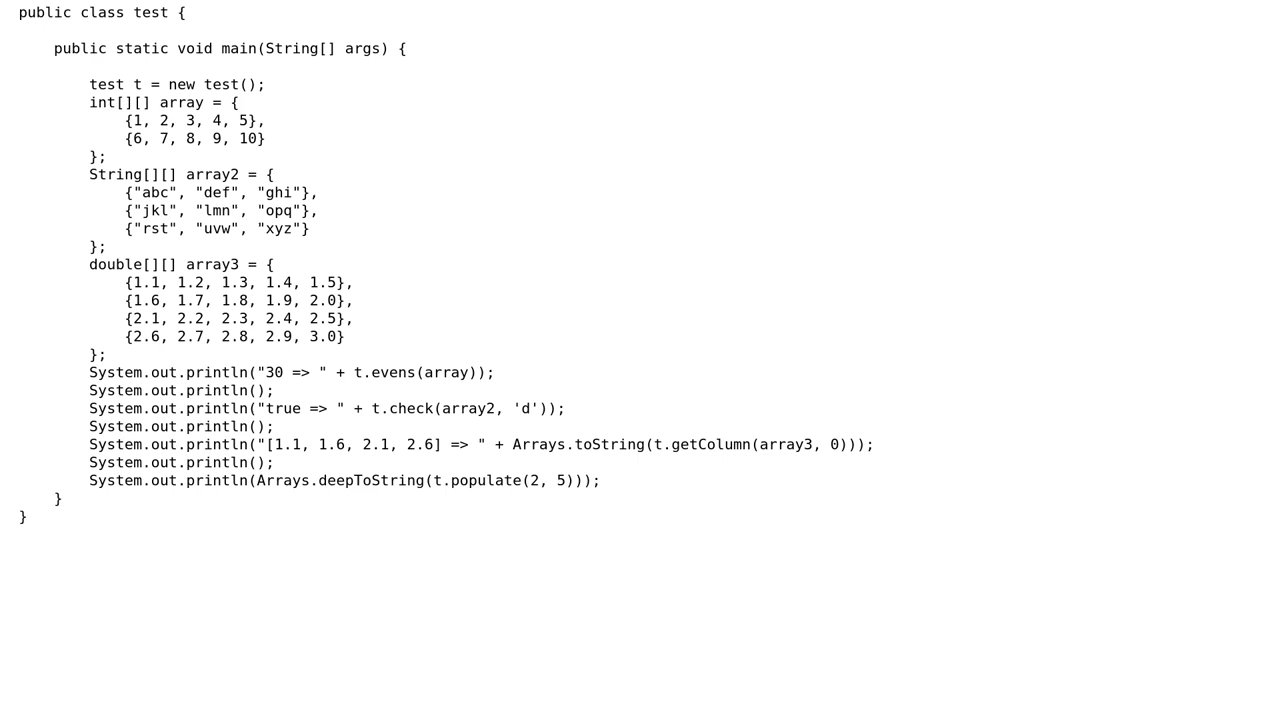 public class test {
public static void main(String[] args) {
test t = new test();
int[][] array = {
{1, 2, 3, 4, 5},
{6, 7, 8, 9, 10}
};
String[][] array2 = {
{"abc", "def", "ghi"},
{"jkl", "lmn", "opq"},
{"rst", "uvw", "xyz"}
};
double[][] array3 = {
{1.1, 1.2, 1.3, 1.4, 1.5},
{1.6, 1.7, 1.8, 1.9, 2.0},
{2.1, 2.2, 2.3, 2.4, 2.5},
{2.6, 2.7, 2.8, 2.9, 3.0}
};
System.out.println("30 => " + t.evens(array));
System.out.println();
System.out.println("true => " + t.check(array2, 'd'));
System.out.println();
System.out.println("[1.1, 1.6, 2.1, 2.6] => " + Arrays.toString(t.getColumn(array3, 0)));
System.out.println();
System.out.println(Arrays.deepToString(t.populate(2, 5)));
}
}